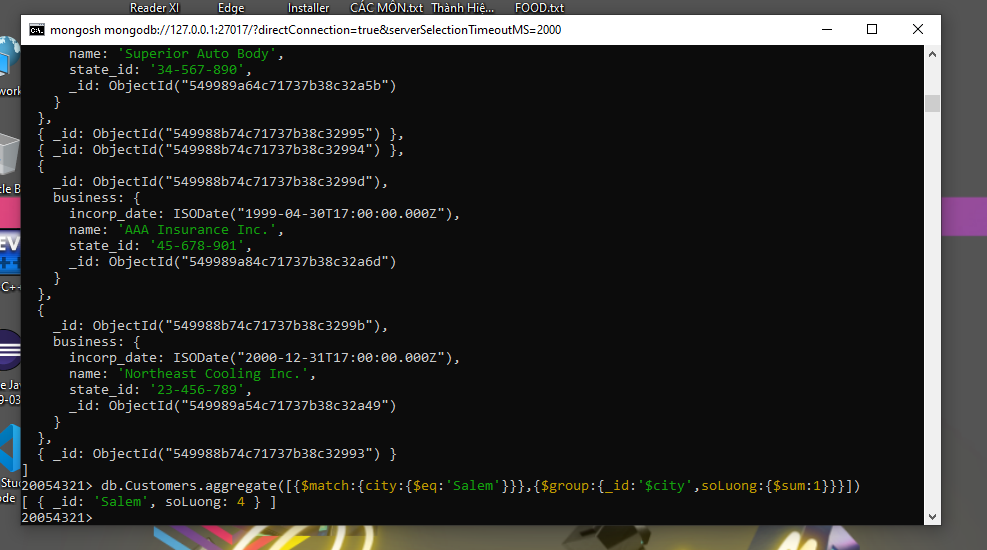 Reader XI
Edge
Installer
CÁC MÔN.txt
Thành Hiệ...
FOOD.txt
mongosh mongodb://127.0.0.1:27017/?directConnection=true&serverSelectionTimeoutMS=2000
name: 'Superior Auto Body',
state_id: '34-567-890',
_id: ObjectId("549989a64c71737b38c32a5b")
}
},
{ _id: ObjectId("549988b74c71737b38c32995") },
{ _id: ObjectId("549988b74c71737b38c32994") },
{
_id: ObjectId("549988b74c71737b38c3299d"),
business: {
incorp_date: ISODate("1999-04-30T17:00:00.000Z"),
name: 'AAA Insurance Inc.',
state_id: '45-678-901',
_id: ObjectId("549989a84c71737b38c32a6d")
}
},
{
_id: ObjectId("549988b74c71737b38c3299b"),
business: {
incorp_date: ISODate("2000-12-31T17:00:00.000Z"),
name: 'Northeast Cooling Inc.',
state_id: '23-456-789',
_id: ObjectId("549989a54c71737b38c32a49")
}
},
{ _id: ObjectId("549988b74c71737b38c32993") }
]
20054321> db.Customers.aggregate([{$match:{city:{$eq:'Salem'}}},{$group:{_id:'$city',soLuong:{$sum:1}}}])
[ { _id: 'Salem', soLuong: 4 } ]
20054321>